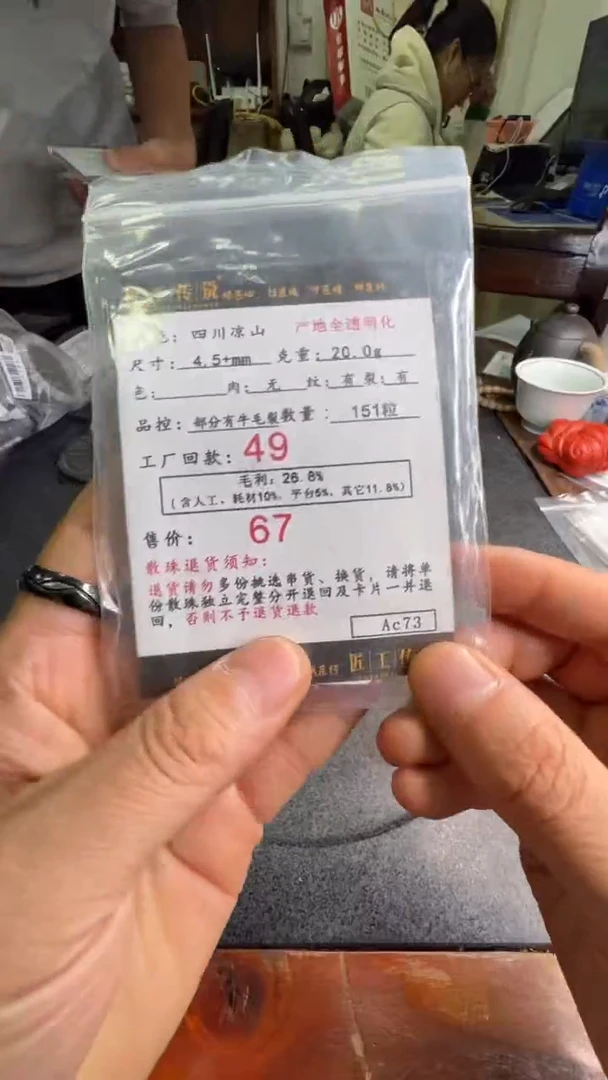 传说
四川凉山 产地全透明化
尺寸：4.5+mm 克重：20.0g
色： 肉：无 纹：有 裂：有
品控：部分有牛毛裂 数量：151粒
工厂回款：49
毛利：26.8%
（含人工，耗材10%，平台5%，其它11.8%）
售价：67
散珠退货须知：
退货请勿多份挑选串货、换货，请将单
份散珠独立完整分开退回及卡片一并退
回，否则不予退货退款
Ac73
匠 工 传